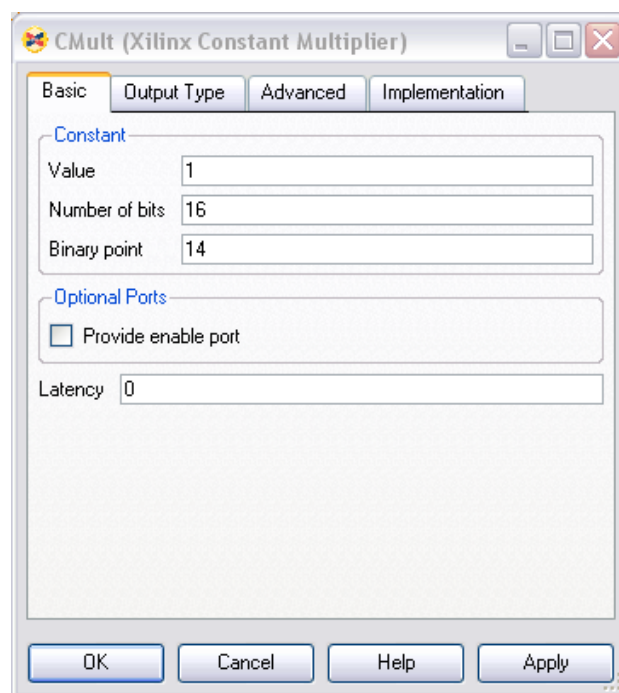 CMult (Xilinx Constant Multiplier)
Basic Output Type Advanced Implementation
Constant
Value 1
Number of bits 16
Binary point 14
Optional Ports
Provide enable port
Latency 0
OK Cancel Help Apply